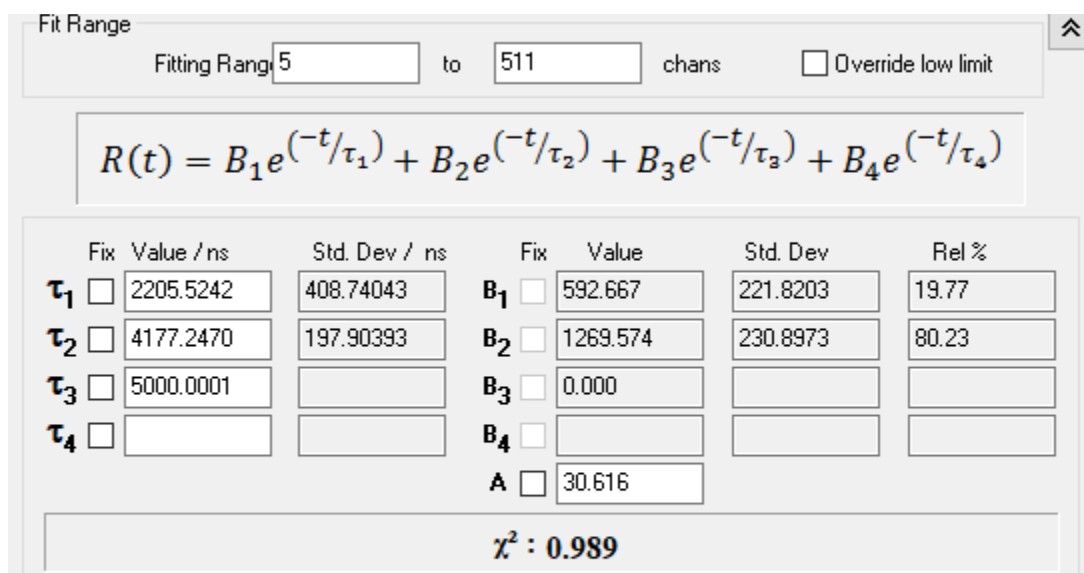 Fit Range
Fitting Rang 5 to 511 chans Override low limit
R(t) = B₁e^(−t/τ₁) + B₂e^(−t/τ₂) + B₃e^(−t/τ₃) + B₄e^(−t/τ₄)
Fix Value / ns Std. Dev / ns Fix Value Std. Dev Rel %
τ₁ 2205.5242 408.74043 B₁ 592.667 221.8203 19.77
τ₂ 4177.2470 197.90393 B₂ 1269.574 230.8973 80.23
τ₃ 5000.0001 B₃ 0.000
τ₄ B₄
A 30.616
χ² : 0.989